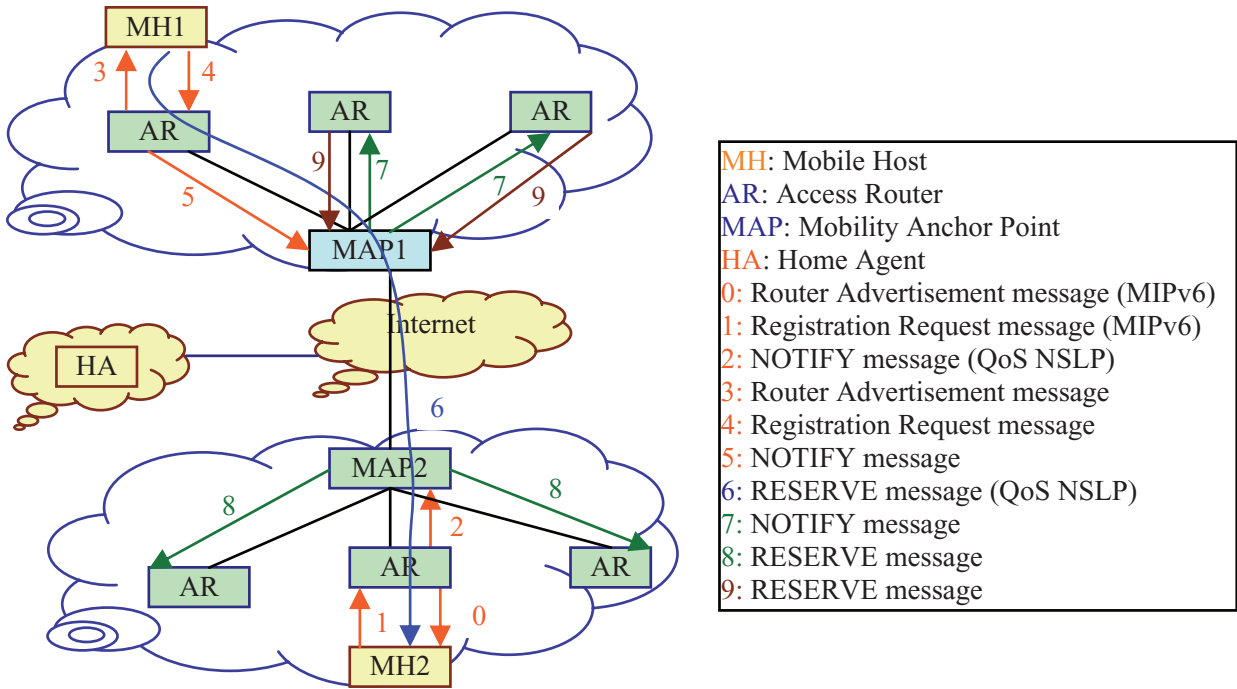 MH1
3
4
AR
AR
AR
5
9
7
7
9
6
MAP1
Internet
HA
6
MAP2
8
8
2
AR
AR
AR
1
0
MH2
MH: Mobile Host
AR: Access Router
MAP: Mobility Anchor Point
HA: Home Agent
0: Router Advertisement message (MIPv6)
1: Registration Request message (MIPv6)
2: NOTIFY message (QoS NSLP)
3: Router Advertisement message
4: Registration Request message
5: NOTIFY message
6: RESERVE message (QoS NSLP)
7: NOTIFY message
8: RESERVE message
9: RESERVE message